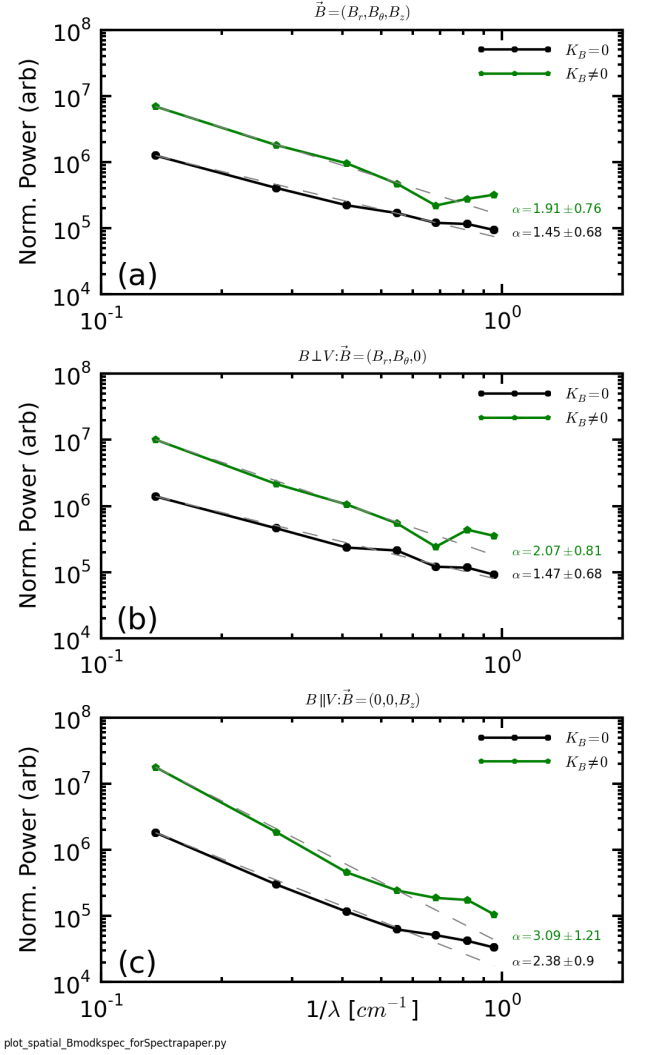 B⃗=(B_r,B_θ,B_z)
10^8
10^7
10^6
10^5
10^4
Norm. Power (arb)
K_B=0
K_B≠0
α=1.91±0.76
α=1.45±0.68
(a)
10^-1
10^0
B⊥V:B⃗=(B_r,B_θ,0)
10^8
10^7
10^6
10^5
10^4
Norm. Power (arb)
K_B=0
K_B≠0
α=2.07±0.81
α=1.47±0.68
(b)
10^-1
10^0
B∥V:B⃗=(0,0,B_z)
10^8
10^7
10^6
10^5
10^4
Norm. Power (arb)
K_B=0
K_B≠0
α=3.09±1.21
α=2.38±0.9
(c)
10^-1
1/λ [cm^-1]
10^0
plot_spatial_Bmodkspec_forSpectrapaper.py